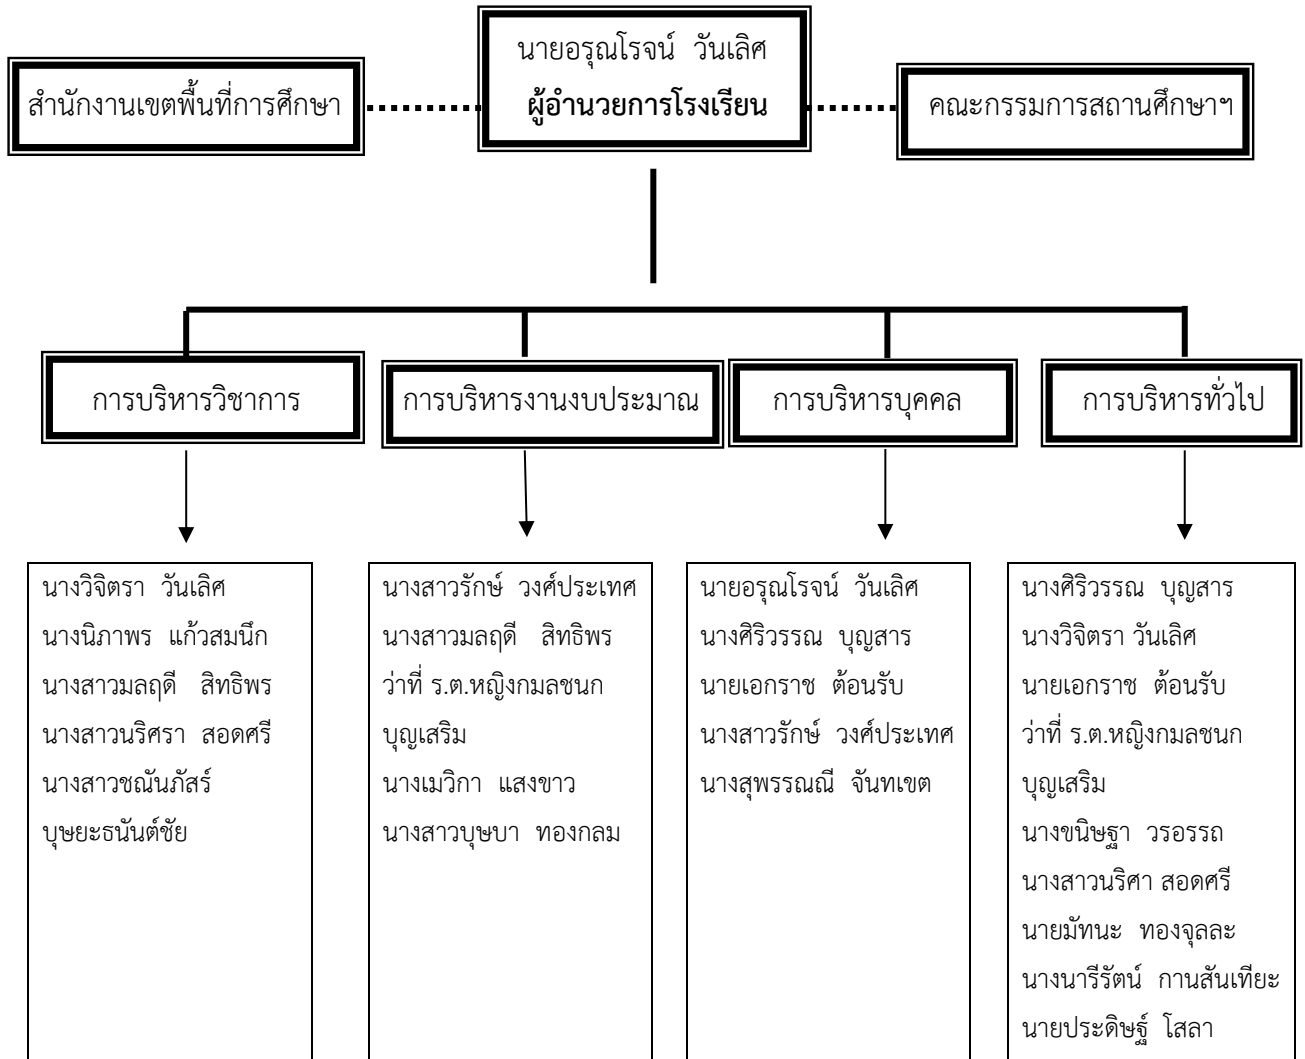 นายอรุณโรจน์ วันเลิศ
ผู้อำนวยการโรงเรียน
สำนักงานเขตพื้นที่การศึกษา
คณะกรรมการสถานศึกษาฯ
การบริหารวิชาการ
การบริหารงานงบประมาณ
การบริหารบุคคล
การบริหารทั่วไป
นางวิจิตรา วันเลิศ
นางนิภาพร แก้วสมนึก
นางสาวมลฤดี สิทธิพร
นางสาวนริศรา สอดศรี
นางสาวชณันภัสร์
บุษยะธนันต์ชัย
นางสาวรักษ์ วงศ์ประเทศ
นางสาวมลฤดี สิทธิพร
ว่าที่ ร.ต.หญิงกมลชนก
บุญเสริม
นางเมวิกา แสงขาว
นางสาวบุษบา ทองกลม
นายอรุณโรจน์ วันเลิศ
นางศิริวรรณ บุญสาร
นายเอกราช ต้อนรับ
นางสาวรักษ์ วงศ์ประเทศ
นางสุพรรณณี จันทเขต
นางศิริวรรณ บุญสาร
นางวิจิตรา วันเลิศ
นายเอกราช ต้อนรับ
ว่าที่ ร.ต.หญิงกมลชนก
บุญเสริม
นางขนิษฐา วรอรรถ
นางสาวนริศา สอดศรี
นายมัทนะ ทองจุลละ
นางนารีรัตน์ กานสันเทียะ
นายประดิษฐ์ โสลา